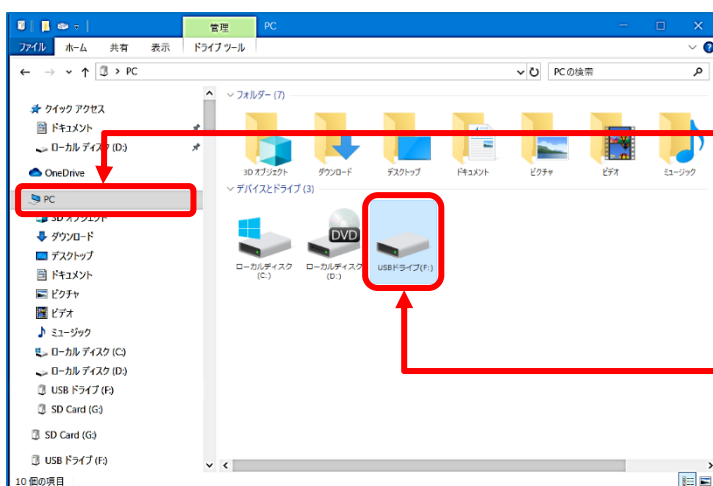 管理 PC
ファイル ホーム 共有 表示 ドライブ ツール
PC PCの検索
フォルダー (7)
クイック アクセス
ドキュメント
ローカル ディスク (D:)
OneDrive
PC
3D オブジェクト
ダウンロード
デスクトップ
ドキュメント
ピクチャ
ビデオ
ミュージック
ローカル ディスク (C:)
ローカル ディスク (D:)
USB ドライブ (F:)
SD Card (G:)
SD Card (G:)
USB ドライブ (F:)
3D オブジェクト ダウンロード デスクトップ ドキュメント ピクチャ ビデオ ミュージック
デバイスとドライブ (3)
DVD
ローカルディスク (C:)
ローカルディスク (D:)
USBドライブ(F:)
10 個の項目